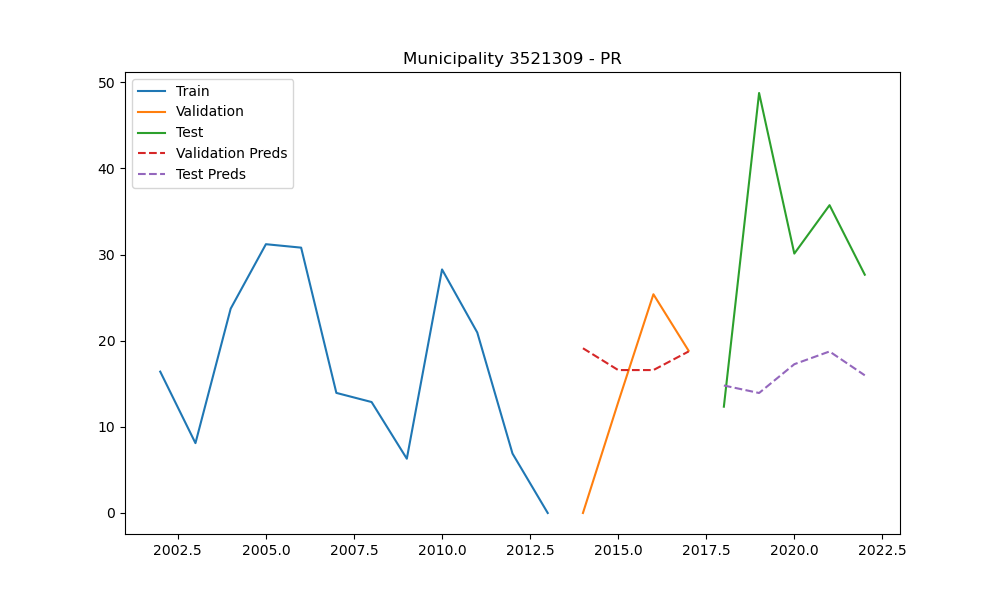 Municipality 3521309 - PR
Train
Validation
Test
Validation Preds
Test Preds
50
40
30
20
10
0
2002.5 2005.0 2007.5 2010.0 2012.5 2015.0 2017.5 2020.0 2022.5